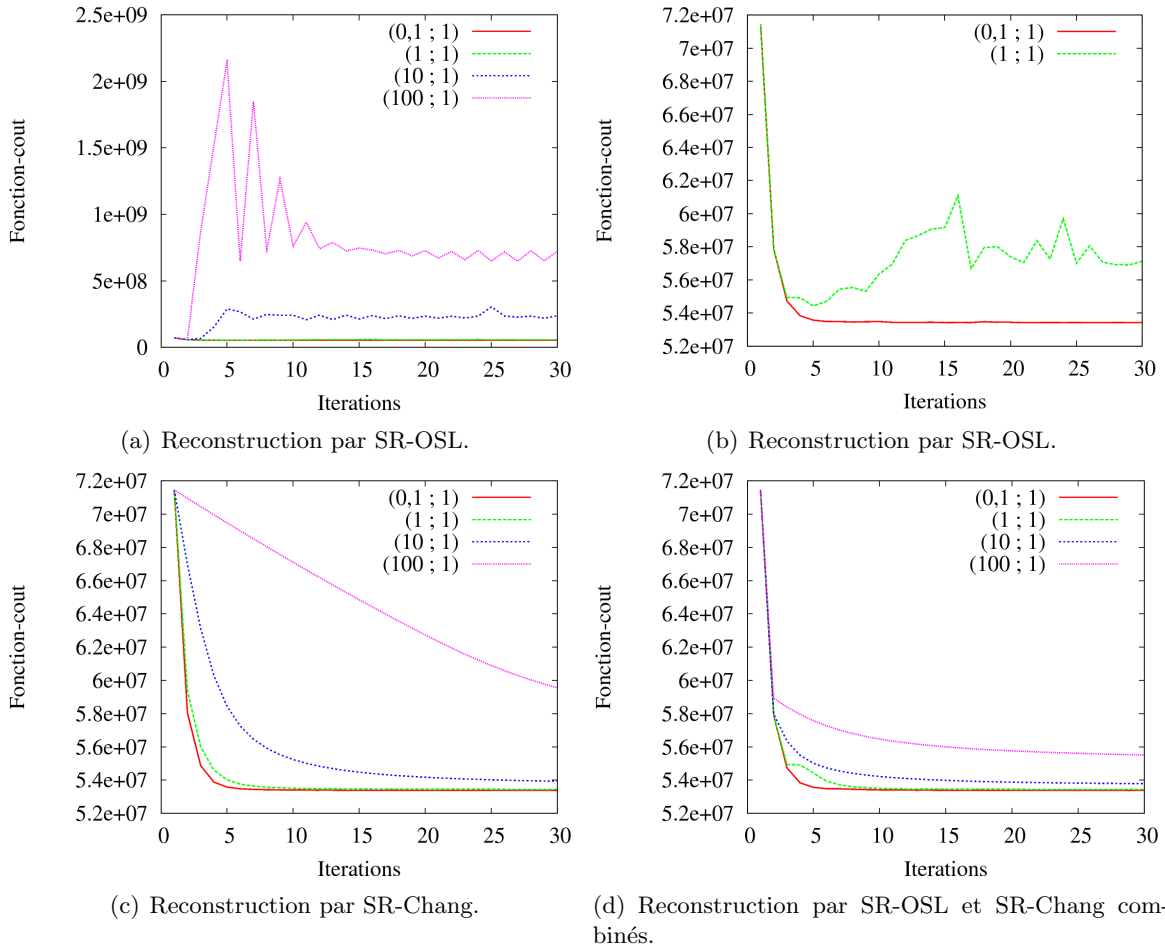 2.5e+09
2e+09
1.5e+09
1e+09
5e+08
0
0 5 10 15 20 25 30
Fonction-cout
Iterations
(0,1 ; 1)
(1 ; 1)
(10 ; 1)
(100 ; 1)
(a) Reconstruction par SR-OSL.
7.2e+07
7e+07
6.8e+07
6.6e+07
6.4e+07
6.2e+07
6e+07
5.8e+07
5.6e+07
5.4e+07
5.2e+07
0 5 10 15 20 25 30
Fonction-cout
Iterations
(0,1 ; 1)
(1 ; 1)
(b) Reconstruction par SR-OSL.
7.2e+07
7e+07
6.8e+07
6.6e+07
6.4e+07
6.2e+07
6e+07
5.8e+07
5.6e+07
5.4e+07
5.2e+07
0 5 10 15 20 25 30
Fonction-cout
Iterations
(0,1 ; 1)
(1 ; 1)
(10 ; 1)
(100 ; 1)
(c) Reconstruction par SR-Chang.
7.2e+07
7e+07
6.8e+07
6.6e+07
6.4e+07
6.2e+07
6e+07
5.8e+07
5.6e+07
5.4e+07
5.2e+07
0 5 10 15 20 25 30
Fonction-cout
Iterations
(0,1 ; 1)
(1 ; 1)
(10 ; 1)
(100 ; 1)
(d) Reconstruction par SR-OSL et SR-Chang com-
binés.